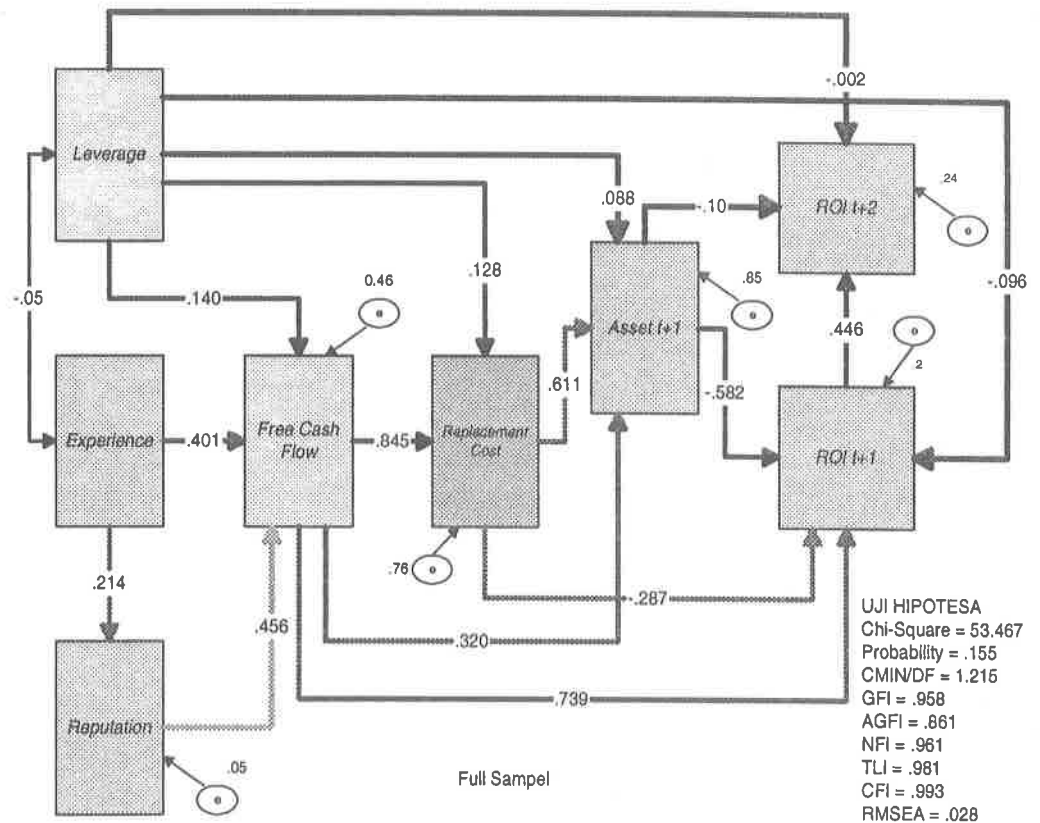 -.002
Leverage
.088
-.10
ROI t+2
.24
-.05
.140
.128
0.46
.85
-.096
Asset t+1
.446
.611
-.582
.2
Experience
.401
Free Cash
Flow
.845
Replacement
Cost
ROI t+1
.76
.214
.456
-.287
.320
.739
Reputation
.05
Full Sampel
UJI HIPOTESA
Chi-Square = 53.467
Probability = .155
CMIN/DF = 1.215
GFI = .958
AGFI = .861
NFI = .961
TLI = .981
CFI = .993
RMSEA = .028
e
e
e
e
e
e